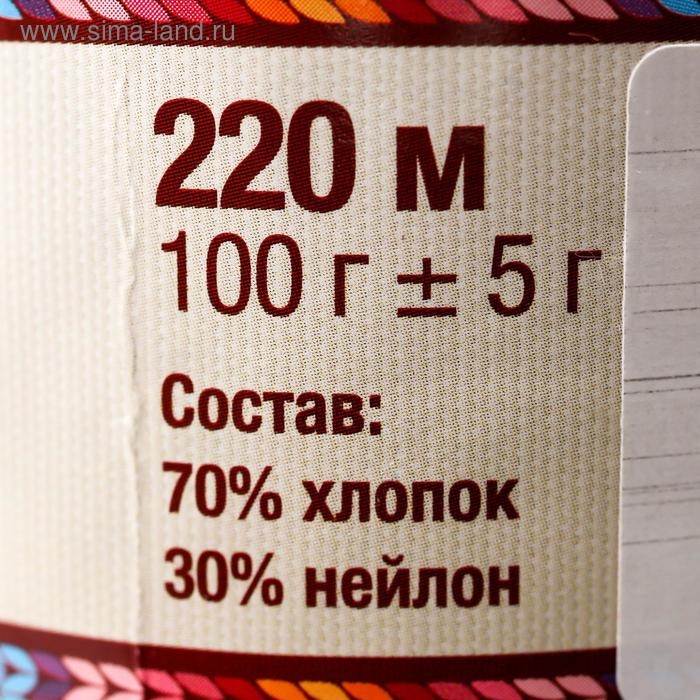 www.sima-land.ru
220 м
100 г ± 5 г
Состав:
70% хлопок
30% нейлон